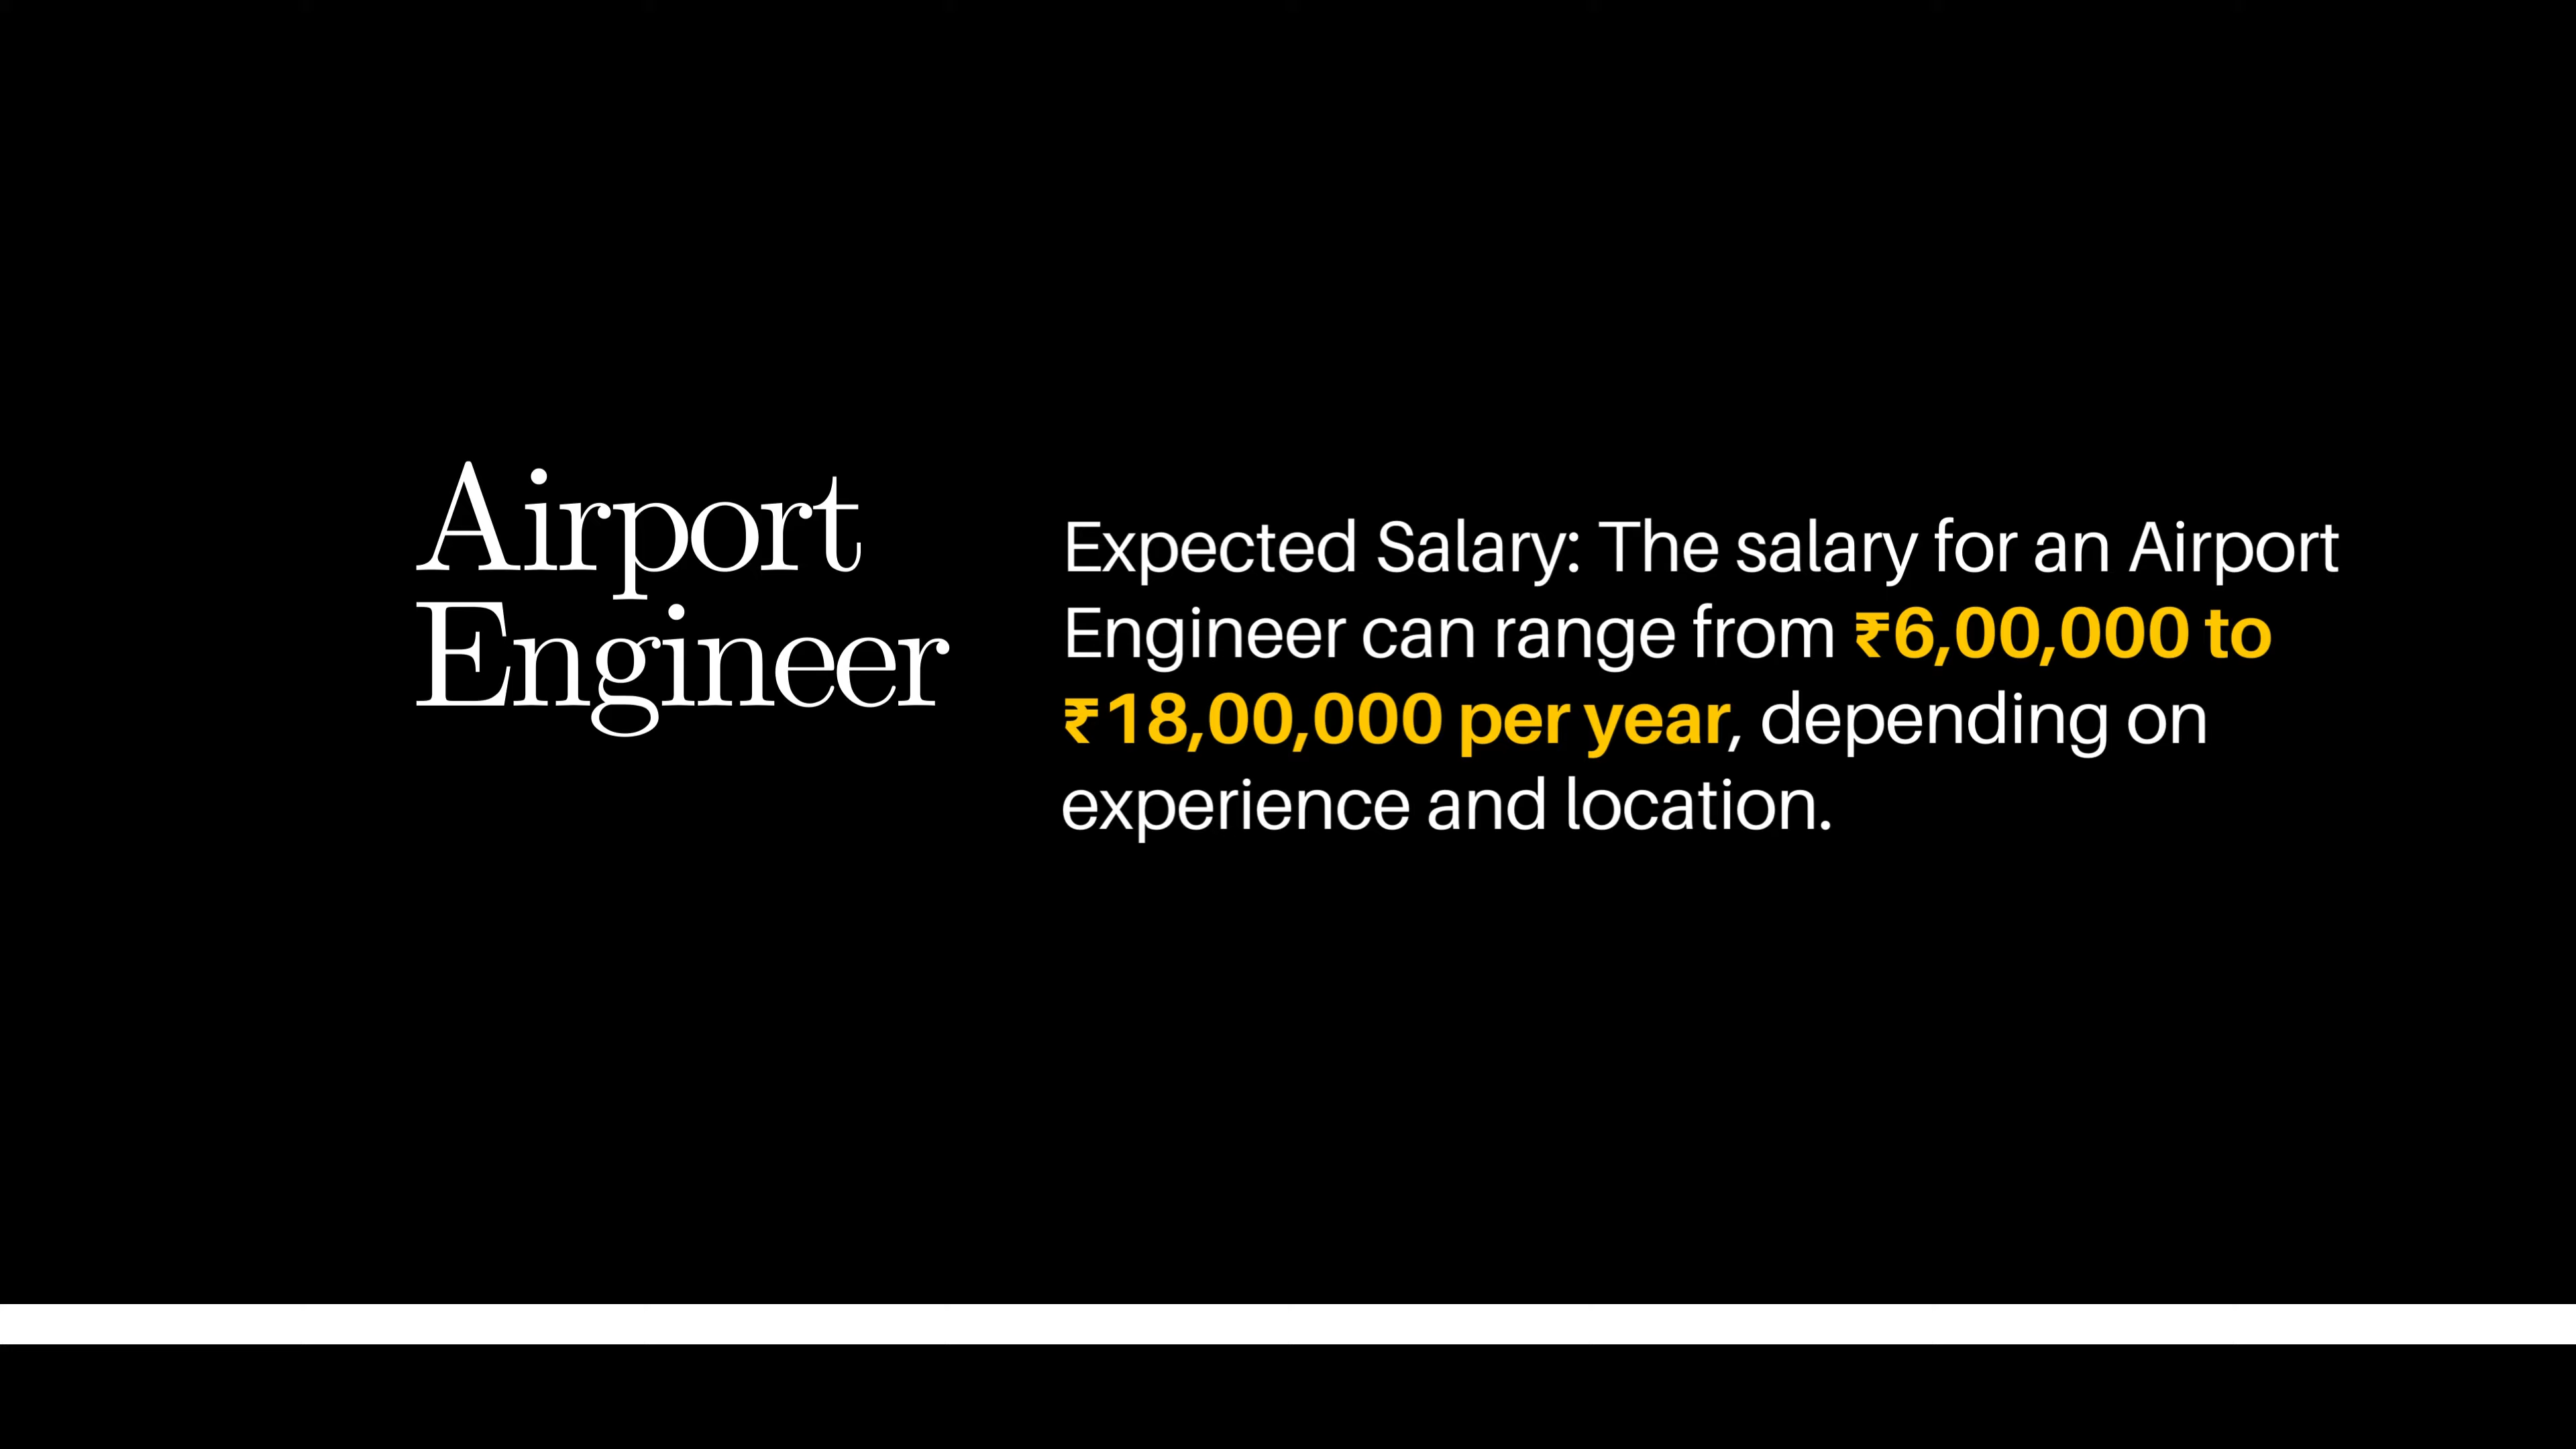 Airport
Engineer
Expected Salary: The salary for an Airport
Engineer can range from ₹6,00,000 to
₹18,00,000 per year, depending on
experience and location.